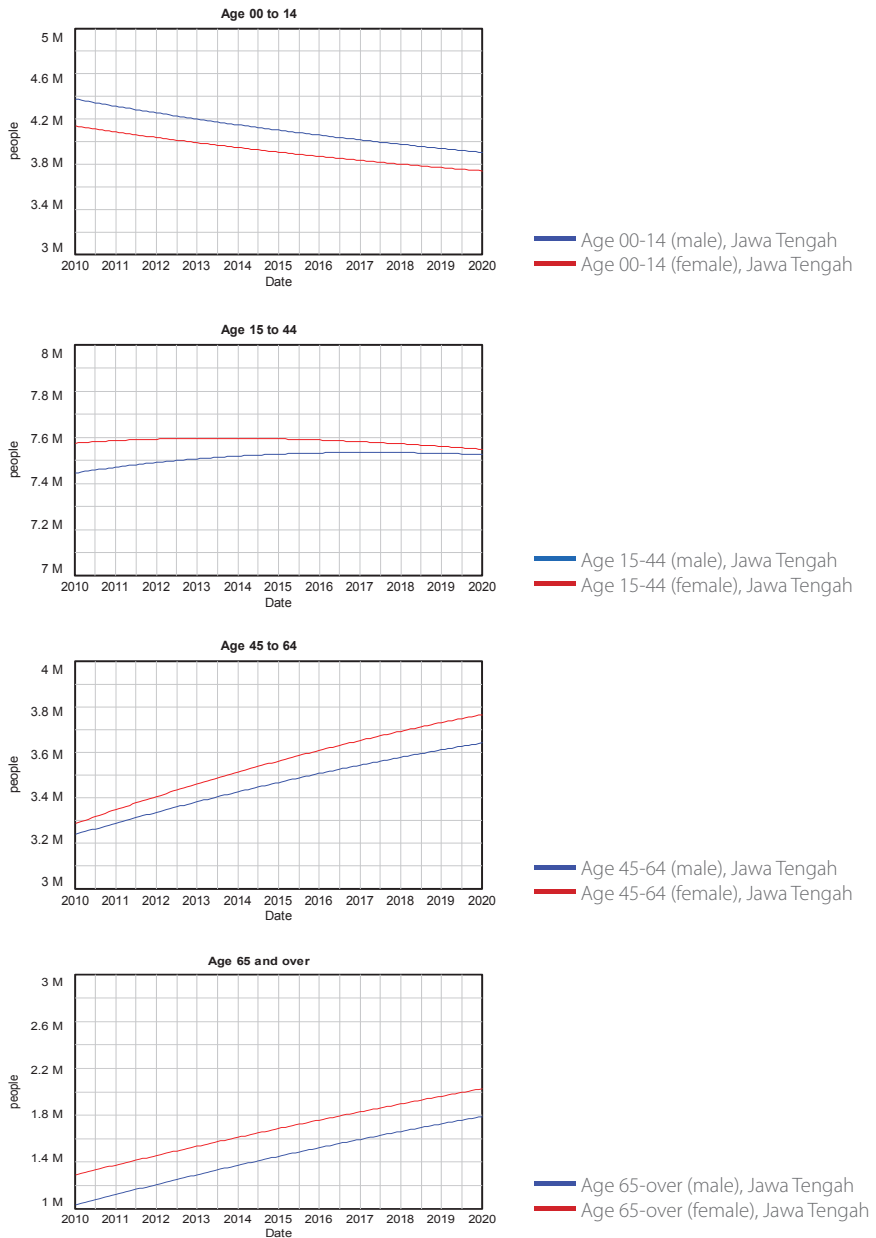 Age 00 to 14
5 M
4.6 M
4.2 M
3.8 M
3.4 M
3 M
people
2010 2011 2012 2013 2014 2015 2016 2017 2018 2019 2020
Date
Age 00-14 (male), Jawa Tengah
Age 00-14 (female), Jawa Tengah
Age 15 to 44
8 M
7.8 M
7.6 M
7.4 M
7.2 M
7 M
people
2010 2011 2012 2013 2014 2015 2016 2017 2018 2019 2020
Date
Age 15-44 (male), Jawa Tengah
Age 15-44 (female), Jawa Tengah
Age 45 to 64
4 M
3.8 M
3.6 M
3.4 M
3.2 M
3 M
people
2010 2011 2012 2013 2014 2015 2016 2017 2018 2019 2020
Date
Age 45-64 (male), Jawa Tengah
Age 45-64 (female), Jawa Tengah
Age 65 and over
3 M
2.6 M
2.2 M
1.8 M
1.4 M
1 M
people
2010 2011 2012 2013 2014 2015 2016 2017 2018 2019 2020
Date
Age 65-over (male), Jawa Tengah
Age 65-over (female), Jawa Tengah